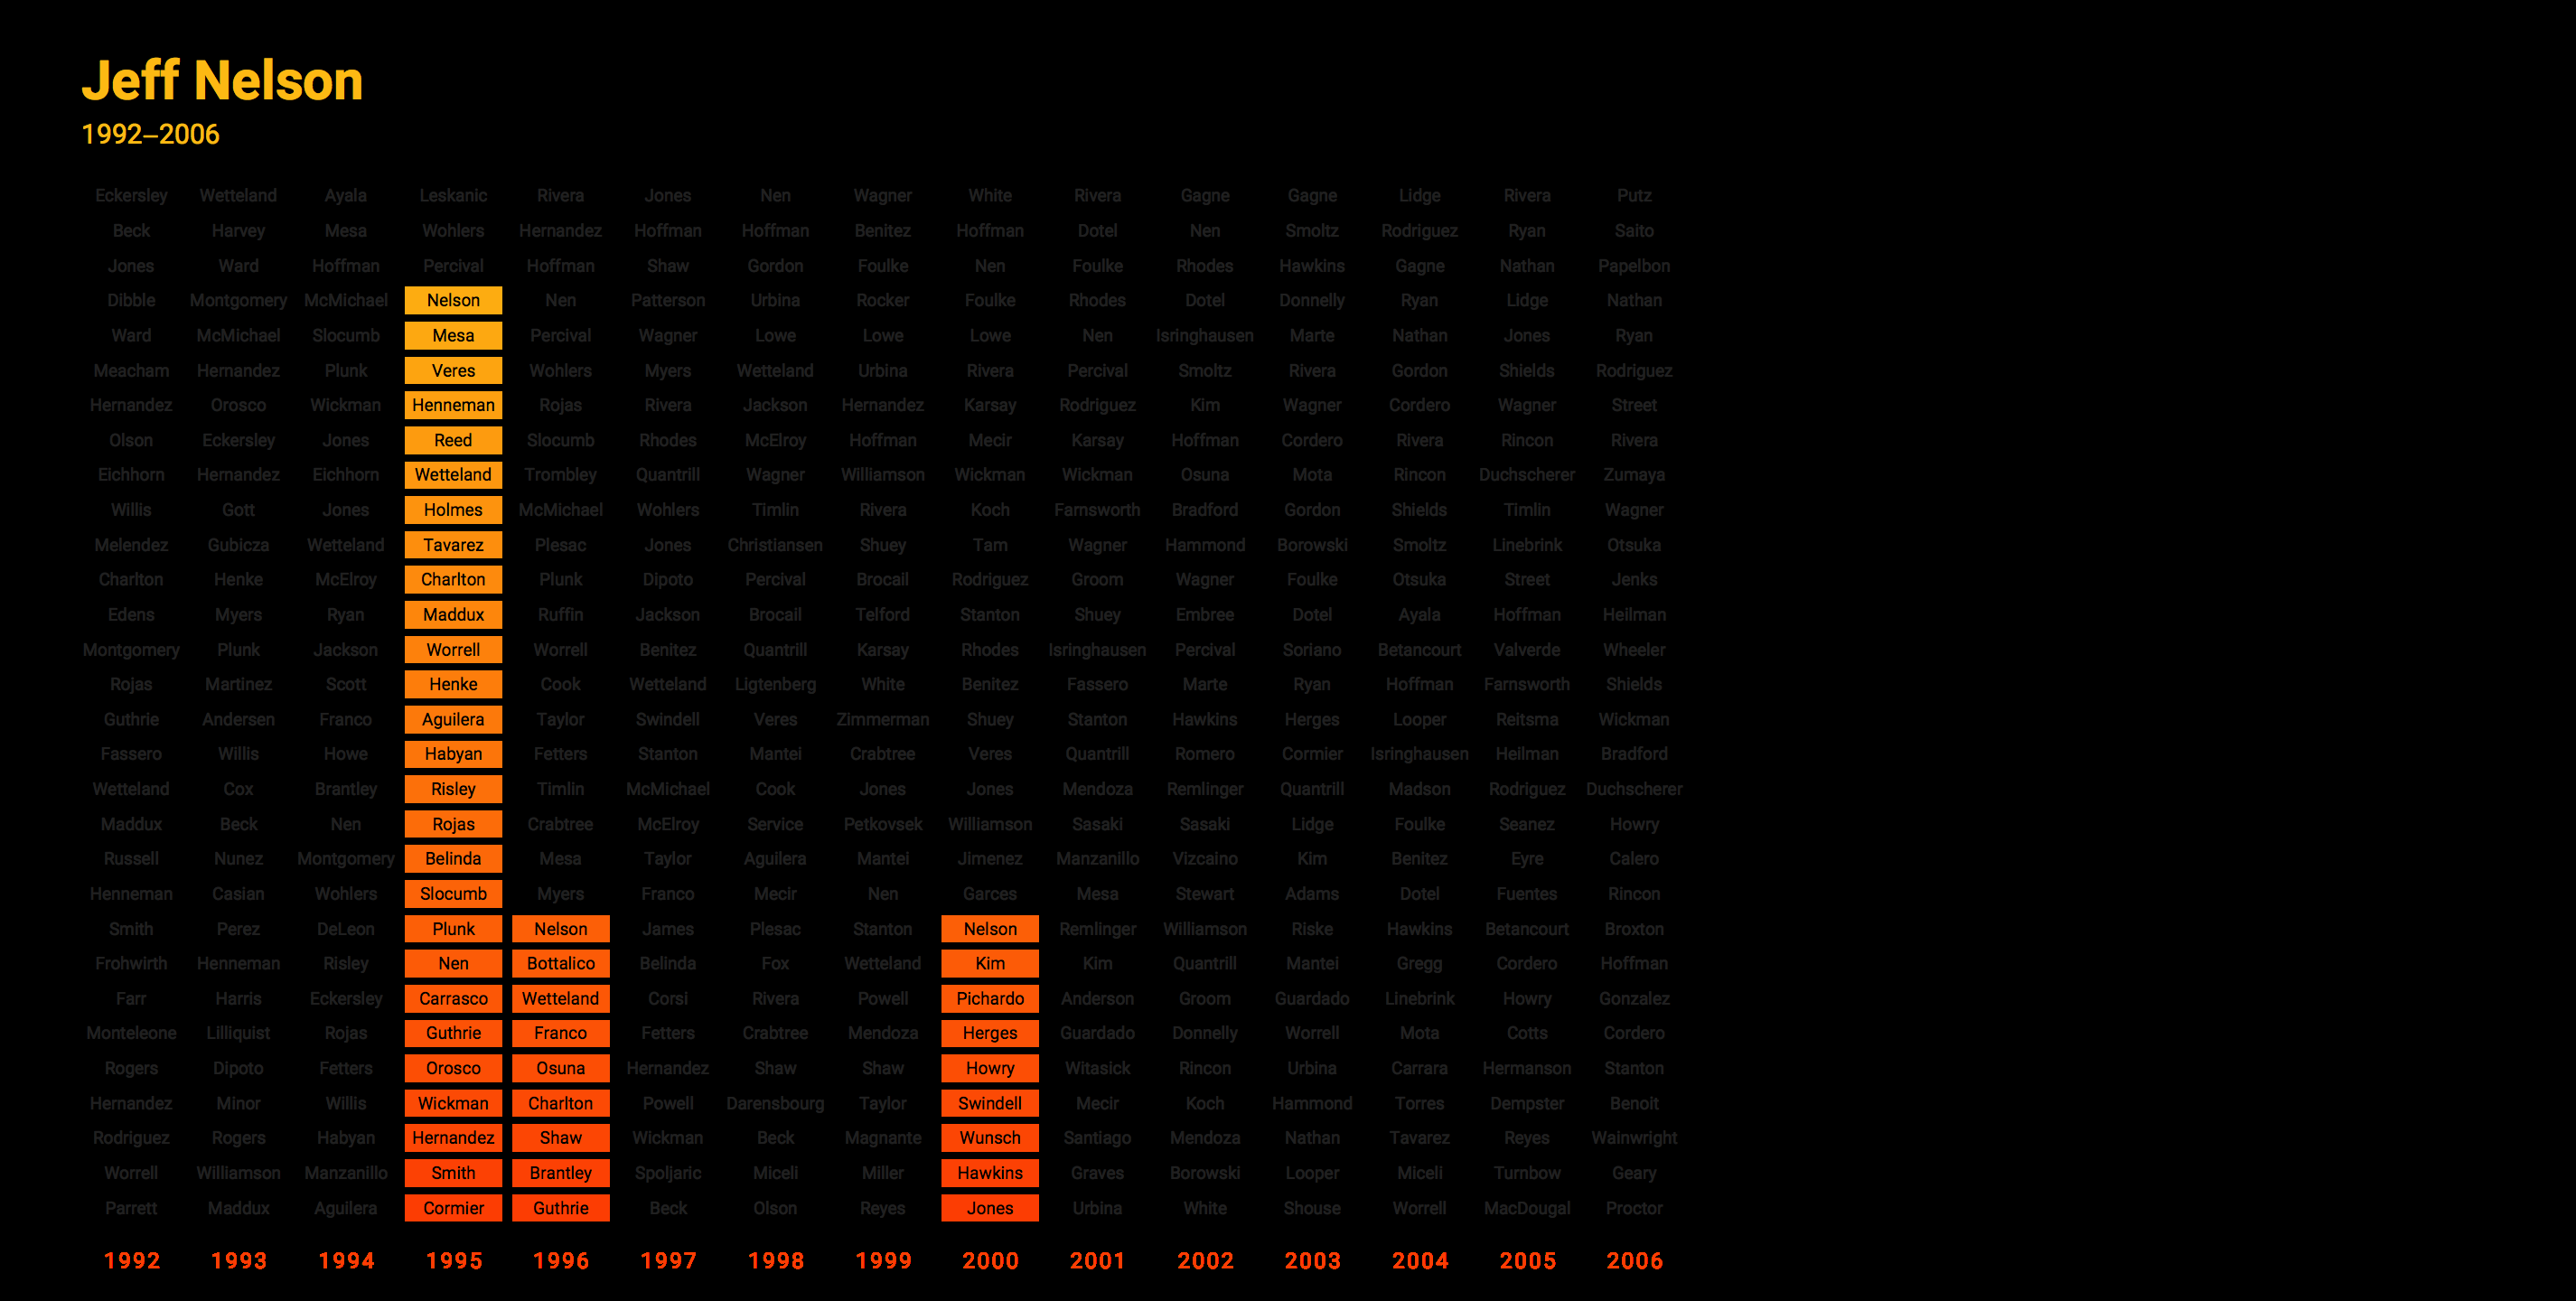 Jeff Nelson
1992–2006
Eckersley Wetteland Ayala Leskanic Rivera Jones Nen Wagner White Rivera Gagne Gagne Lidge Rivera Putz
Beck Harvey Mesa Wohlers Hernandez Hoffman Hoffman Benitez Hoffman Dotel Nen Smoltz Rodriguez Ryan Saito
Jones Ward Hoffman Percival Hoffman Shaw Gordon Foulke Nen Foulke Rhodes Hawkins Gagne Nathan Papelbon
Dibble Montgomery McMichael Nelson Nen Patterson Urbina Rocker Foulke Rhodes Dotel Donnelly Ryan Lidge Nathan
Ward McMichael Slocumb Mesa Percival Wagner Lowe Lowe Lowe Nen Isringhausen Marte Nathan Jones Ryan
Meacham Hernandez Plunk Veres Wohlers Myers Wetteland Urbina Rivera Percival Smoltz Rivera Gordon Shields Rodriguez
Hernandez Orosco Wickman Henneman Rojas Rivera Jackson Hernandez Karsay Rodriguez Kim Wagner Cordero Wagner Street
Olson Eckersley Jones Reed Slocumb Rhodes McElroy Hoffman Mecir Karsay Hoffman Cordero Rivera Rincon Rivera
Eichhorn Hernandez Eichhorn Wetteland Trombley Quantrill Wagner Williamson Wickman Wickman Osuna Mota Rincon Duchscherer Zumaya
Willis Gott Jones Holmes McMichael Wohlers Timlin Rivera Koch Farnsworth Bradford Gordon Shields Timlin Wagner
Melendez Gubicza Wetteland Tavarez Plesac Jones Christiansen Shuey Tam Wagner Hammond Borowski Smoltz Linebrink Otsuka
Charlton Henke McElroy Charlton Plunk Dipoto Percival Brocail Rodriguez Groom Wagner Foulke Otsuka Street Jenks
Edens Myers Ryan Maddux Ruffin Jackson Brocail Telford Stanton Shuey Embree Dotel Ayala Hoffman Heilman
Montgomery Plunk Jackson Worrell Worrell Benitez Quantrill Karsay Rhodes Isringhausen Percival Soriano Betancourt Valverde Wheeler
Rojas Martinez Scott Henke Cook Wetteland Ligtenberg White Benitez Fassero Marte Ryan Hoffman Farnsworth Shields
Guthrie Andersen Franco Aguilera Taylor Swindell Veres Zimmerman Shuey Stanton Hawkins Herges Looper Reitsma Wickman
Fassero Willis Howe Habyan Fetters Stanton Mantei Crabtree Veres Quantrill Romero Cormier Isringhausen Heilman Bradford
Wetteland Cox Brantley Risley Timlin McMichael Cook Jones Jones Mendoza Remlinger Quantrill Madson Rodriguez Duchscherer
Maddux Beck Nen Rojas Crabtree McElroy Service Petkovsek Williamson Sasaki Sasaki Lidge Foulke Seanez Howry
Russell Nunez Montgomery Belinda Mesa Taylor Aguilera Mantei Jimenez Manzanillo Vizcaino Kim Benitez Eyre Calero
Henneman Casian Wohlers Slocumb Myers Franco Mecir Nen Garces Mesa Stewart Adams Dotel Fuentes Rincon
Smith Perez DeLeon Plunk Nelson James Plesac Stanton Nelson Remlinger Williamson Riske Hawkins Betancourt Broxton
Frohwirth Henneman Risley Nen Bottalico Belinda Fox Wetteland Kim Kim Quantrill Mantei Gregg Cordero Hoffman
Farr Harris Eckersley Carrasco Wetteland Corsi Rivera Powell Pichardo Anderson Groom Guardado Linebrink Howry Gonzalez
Monteleone Lilliquist Rojas Guthrie Franco Fetters Crabtree Mendoza Herges Guardado Donnelly Worrell Mota Cotts Cordero
Rogers Dipoto Fetters Orosco Osuna Hernandez Shaw Shaw Howry Witasick Rincon Urbina Carrara Hermanson Stanton
Hernandez Minor Willis Wickman Charlton Powell Darensbourg Taylor Swindell Mecir Koch Hammond Torres Dempster Benoit
Rodriguez Rogers Habyan Hernandez Shaw Wickman Beck Magnante Wunsch Santiago Mendoza Nathan Tavarez Reyes Wainwright
Worrell Williamson Manzanillo Smith Brantley Spoljaric Miceli Miller Hawkins Graves Borowski Looper Miceli Turnbow Geary
Parrett Maddux Aguilera Cormier Guthrie Beck Olson Reyes Jones Urbina White Shouse Worrell MacDougal Proctor
1992 1993 1994 1995 1996 1997 1998 1999 2000 2001 2002 2003 2004 2005 2006